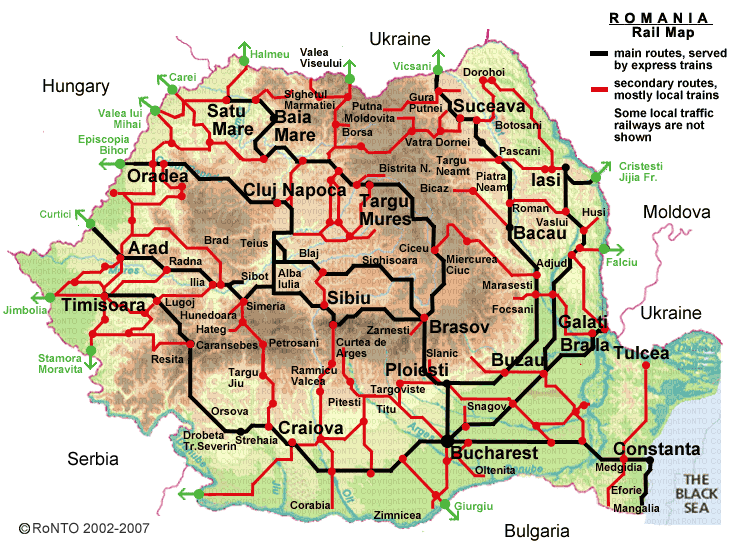 ROMANIA
Rail Map
main routes, served
by express trains
secondary routes,
mostly local trains
Some local traffic
railways are not
shown
Ukraine
Halmeu
Valea
Viseului
Vicsani
Dorohoi
Carei
Hungary
Sighetul
Marmatiei
Putna
Moldovita
Gura
Putnei
Suceava
Satu
Mare
Baia
Mare
Valea lui
Mihai
Borsa
Vatra Dornei
Botosani
Pascani
Episcopia
Bihor
Oradea
Bistrita N.
Targu
Neamt
Iasi
Cristesti
Jijia Fr.
Cluj Napoca
Targu
Mures
Bicaz
Piatra
Neamt
Roman
Husi
Moldova
Curtici
Vaslui
Bacau
Teius
Brad
Arad
Radna
Blaj
Ceiceu
Miercurea
Ciuc
Adjud
Falciu
Sighisoara
Alba
Iulia
Sibot
Ilia
Marasesti
Jimbolia
Timisoara
Lugoj
Simeria
Sibiu
Focsani
Ukraine
Hunedoara
Hateg
Brasov
Galati
Zarnesti
Braila
Stamora
Moravita
Caransebes
Petrosani
Curtea de
Arges
Slanic
Buzau
Tulcea
Resita
Targu
Jiu
Ramnicu
Valcea
Ploiesti
Targoviste
Pitesti
Titu
Snagov
Orsova
Arges
Drobeta
Tr.Severin
Strehaia
Craiova
Bucharest
Constanta
Serbia
Oltenita
Medgidia
THE
BLACK
SEA
Jiu
Olt
Danube
Eforie
Mangalia
Corabia
Zimnicea
Giurgiu
Bulgaria
© RoNTO 2002-2007